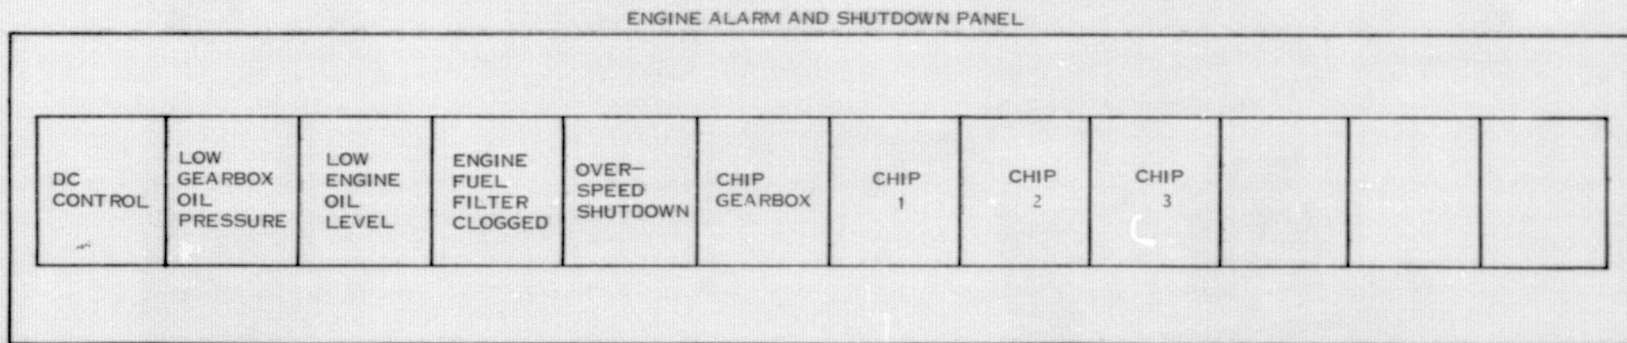 ENGINE ALARM AND SHUTDOWN PANEL
DC
CONTROL
LOW
GEARBOX
OIL
PRESSURE
LOW
ENGINE
OIL
LEVEL
ENGINE
FUEL
FILTER
CLOGGED
OVER—
SPEED
SHUTDOWN
CHIP
GEARBOX
CHIP
1
CHIP
2
CHIP
3